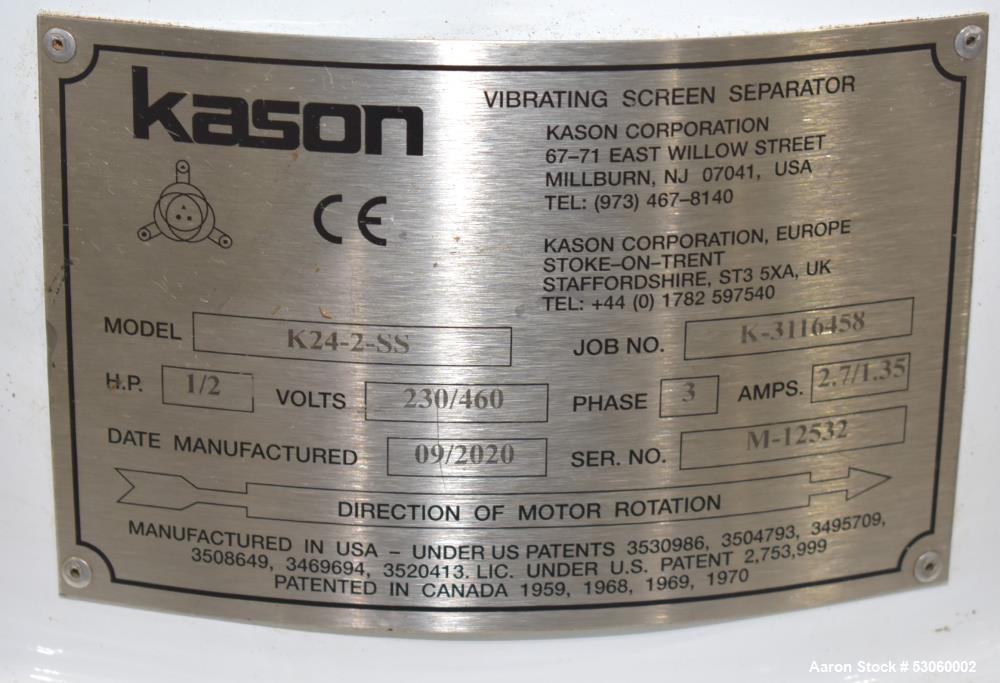 kason
VIBRATING SCREEN SEPARATOR
KASON CORPORATION
67-71 EAST WILLOW STREET
MILLBURN, NJ 07041, USA
TEL: (973) 467-8140
CE
KASON CORPORATION, EUROPE
STOKE-ON-TRENT
STAFFORDSHIRE, ST3 5XA, UK
TEL: +44 (0) 1782 597540
MODEL K24-2-SS JOB NO. K-3116458
H.P. 1/2 VOLTS 230/460 PHASE 3 AMPS. 2.7/1.35
DATE MANUFACTURED 09/2020 SER. NO. M-12532
DIRECTION OF MOTOR ROTATION
MANUFACTURED IN USA - UNDER US PATENTS 3530986, 3504793, 3495709,
3508649, 3469694, 3520413. LIC. UNDER U.S. PATENT 2,753,999
PATENTED IN CANADA 1959, 1968, 1969, 1970
Aaron Stock # 53060002